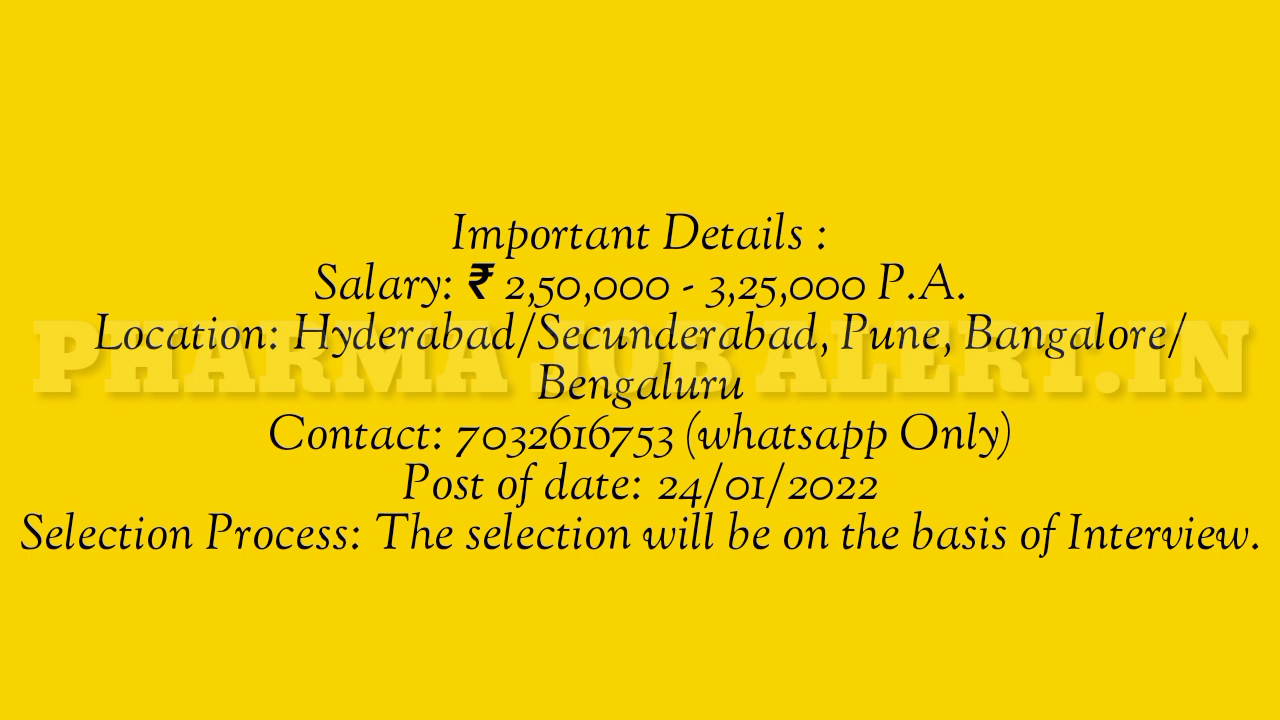 Important Details :
Salary: ₹ 2,50,000 - 3,25,000 P.A.
Location: Hyderabad/Secunderabad, Pune, Bangalore/
Bengaluru
PHARMA JOB ALERT.IN
Contact: 7032616753 (whatsapp Only)
Post of date: 24/01/2022
Selection Process: The selection will be on the basis of Interview.